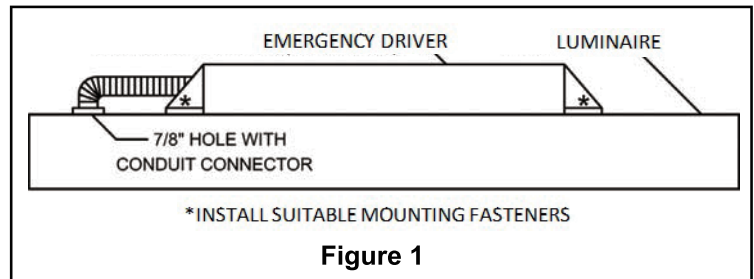 EMERGENCY DRIVER
LUMINAIRE
*
*
7/8" HOLE WITH
CONDUIT CONNECTOR
*INSTALL SUITABLE MOUNTING FASTENERS
Figure 1